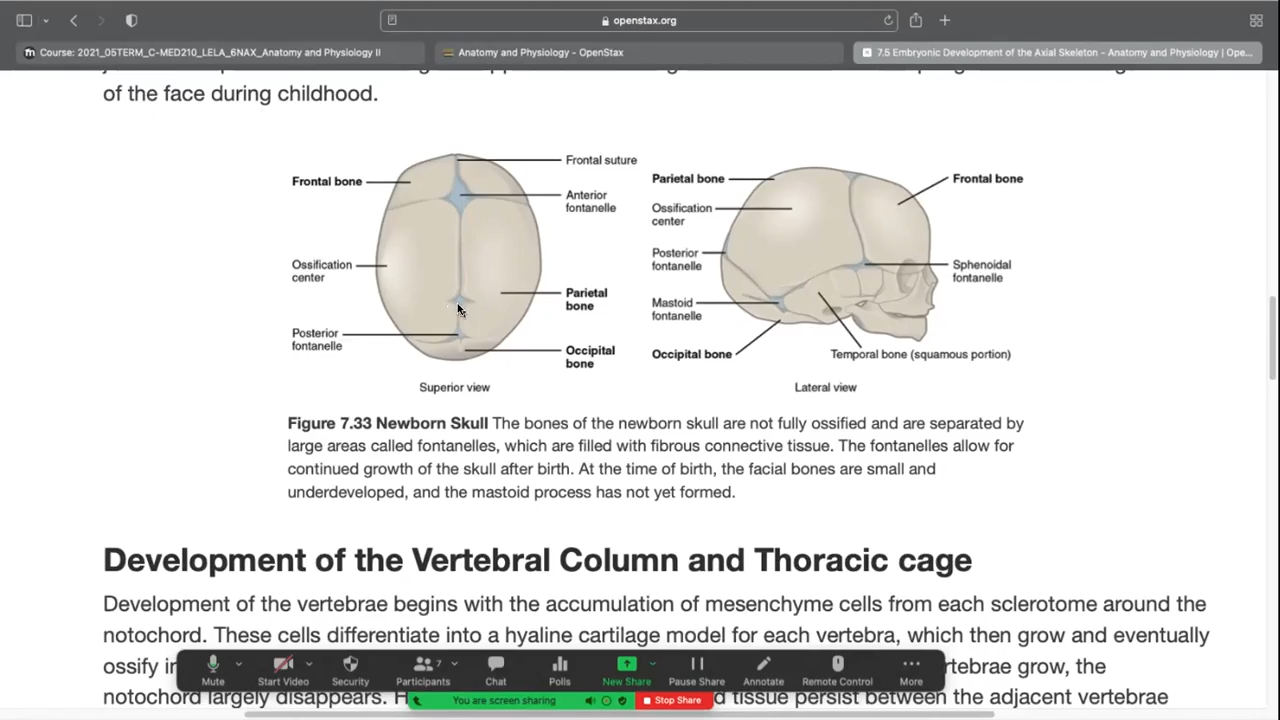 openstax.org
Course: 2021_05TERM_C-MED210_LELA_6NAX_Anatomy and Physiology II
Anatomy and Physiology - OpenStax
7.5 Embryonic Development of the Axial Skeleton - Anatomy and Physiology | Ope...
of the face during childhood.
Frontal bone
Frontal suture
Anterior
fontanelle
Ossification
center
Parietal
bone
Posterior
fontanelle
Occipital
bone
Superior view
Parietal bone
Frontal bone
Ossification
center
Posterior
fontanelle
Sphenoidal
fontanelle
Mastoid
fontanelle
Occipital bone
Temporal bone (squamous portion)
Lateral view
Figure 7.33 Newborn Skull The bones of the newborn skull are not fully ossified and are separated by
large areas called fontanelles, which are filled with fibrous connective tissue. The fontanelles allow for
continued growth of the skull after birth. At the time of birth, the facial bones are small and
underdeveloped, and the mastoid process has not yet formed.
Development of the Vertebral Column and Thoracic cage
Development of the vertebrae begins with the accumulation of mesenchyme cells from each sclerotome around the
notochord. These cells differentiate into a hyaline cartilage model for each vertebra, which then grow and eventually
ossify in
rtebrae grow, the
notochord largely disappears. H
d tissue persist between the adjacent vertebrae
Mute
Start Video
Security
7
Participants
Chat
Polls
New Share
Pause Share
Annotate
Remote Control
More
You are screen sharing
Stop Share